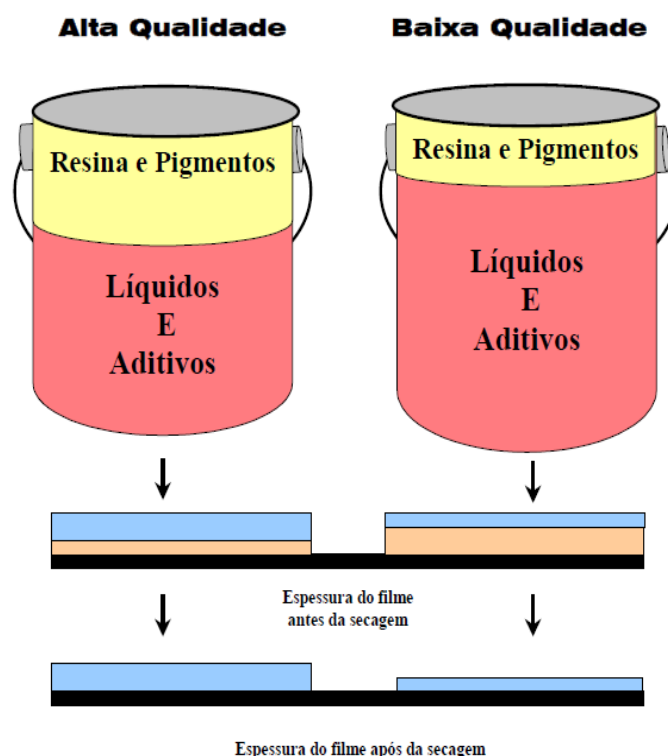 Alta Qualidade
Baixa Qualidade
Resina e Pigmentos
Resina e Pigmentos
Líquidos
E
Aditivos
Líquidos
E
Aditivos
Espessura do filme
antes da secagem
Espessura do filme após da secagem